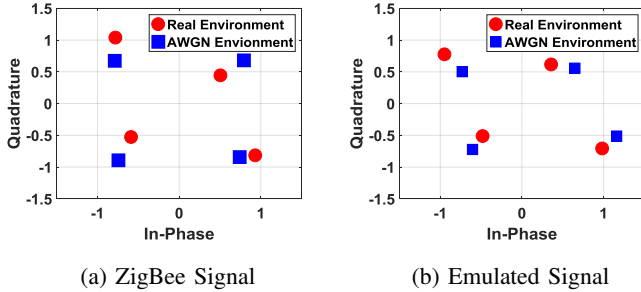 1.5
1
0.5
0
-0.5
-1
-1.5
Quadrature
Real Environment
AWGN Envionment
-1 0 1
In-Phase
(a) ZigBee Signal
1.5
1
0.5
0
-0.5
-1
-1.5
Quadrature
Real Environment
AWGN Environment
-1 0 1
In-Phase
(b) Emulated Signal